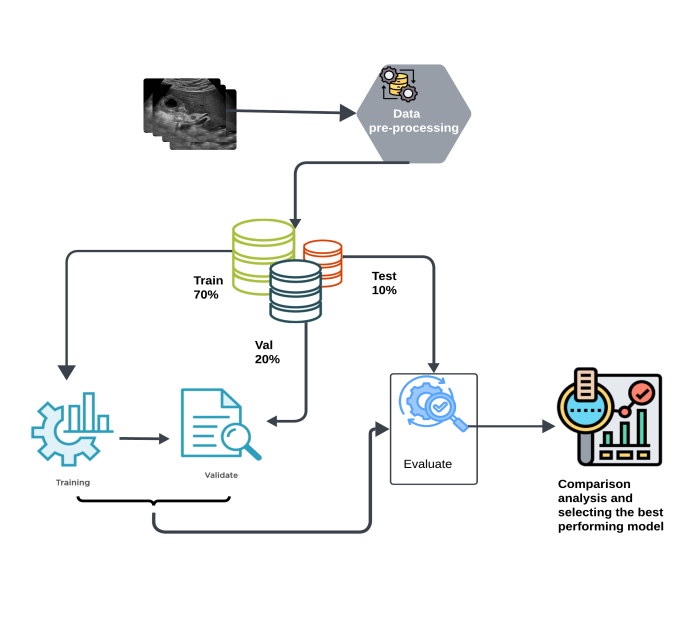 Data
pre-processing
Train
70%
Test
10%
Val
20%
Training
Validate
Evaluate
Comparison
analysis and
selecting the best
performing model